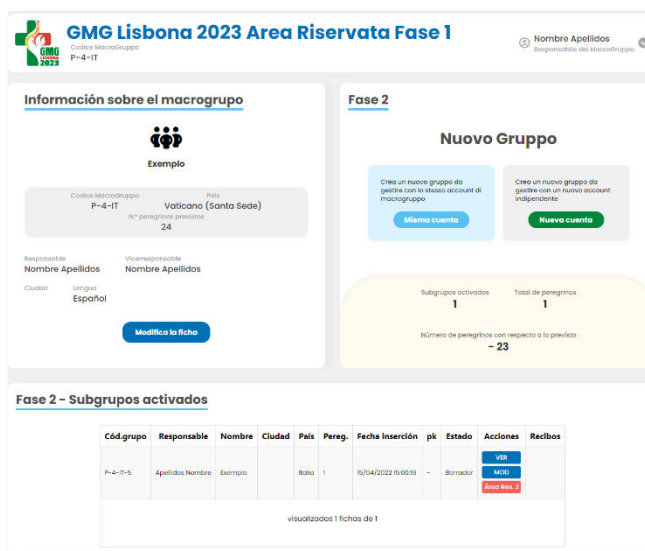 GMG Lisbona 2023 Area Riservata Fase 1
Codice MacroGruppo
P-4-IT
GMG
LISBONA
2023
Nombre Apellidos
Responsabile del MacroGruppo
Información sobre el macrogrupo
Exemplo
Codice MacroGruppo País
P-4-IT Vaticano (Santa Sede)
N.º peregrinos previstos
24
Responsable Viceresponsable
Nombre Apellidos Nombre Apellidos
Ciudad Lengua
Español
Modifica la ficha
Fase 2
Nuovo Gruppo
Crea un nuovo gruppo da
gestire con lo stesso account di
macrogruppo
Misma cuenta
Crea un nuovo gruppo da
gestire con un nuovo account
indipendente
Nueva cuenta
Subgrupos activados Total de peregrinos
1 1
Número de peregrinos con respecto a lo previsto
- 23
Fase 2 - Subgrupos activados
Cód.grupo Responsable Nombre Ciudad País Pereg. Fecha inserción pk Estado Acciones Recibos
P-4-IT-5 Apellidos Nombre Exemplo Italia 1 15/04/2022 15:00:19 - Borrador
VER
MOD
Área Res. 2
visualizados 1 fichas de 1